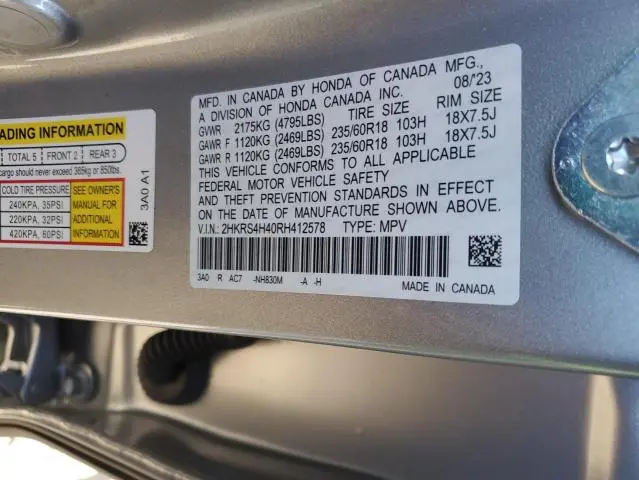 ADING INFORMATION
TOTAL 5 FRONT 2 REAR 3
cargo should never exceed 385kg or 850lbs.
COLD TIRE PRESSURE SEE OWNER'S
240KPA, 35PSI MANUAL FOR
220KPA, 32PSI ADDITIONAL
420KPA, 60PSI INFORMATION
3A0 A1
MFD. IN CANADA BY HONDA OF CANADA MFG.,
A DIVISION OF HONDA CANADA INC. 08/'23
GVWR 2175KG (4795LBS) TIRE SIZE RIM SIZE
GAWR F 1120KG (2469LBS) 235/60R18 103H 18X7.5J
GAWR R 1120KG (2469LBS) 235/60R18 103H 18X7.5J
THIS VEHICLE CONFORMS TO ALL APPLICABLE
FEDERAL MOTOR VEHICLE SAFETY
AND THEFT PREVENTION STANDARDS IN EFFECT
ON THE DATE OF MANUFACTURE SHOWN ABOVE.
V.I.N.: 2HKRS4H40RH412578 TYPE: MPV
3A0 R AC7 -NH830M -A -H
MADE IN CANADA